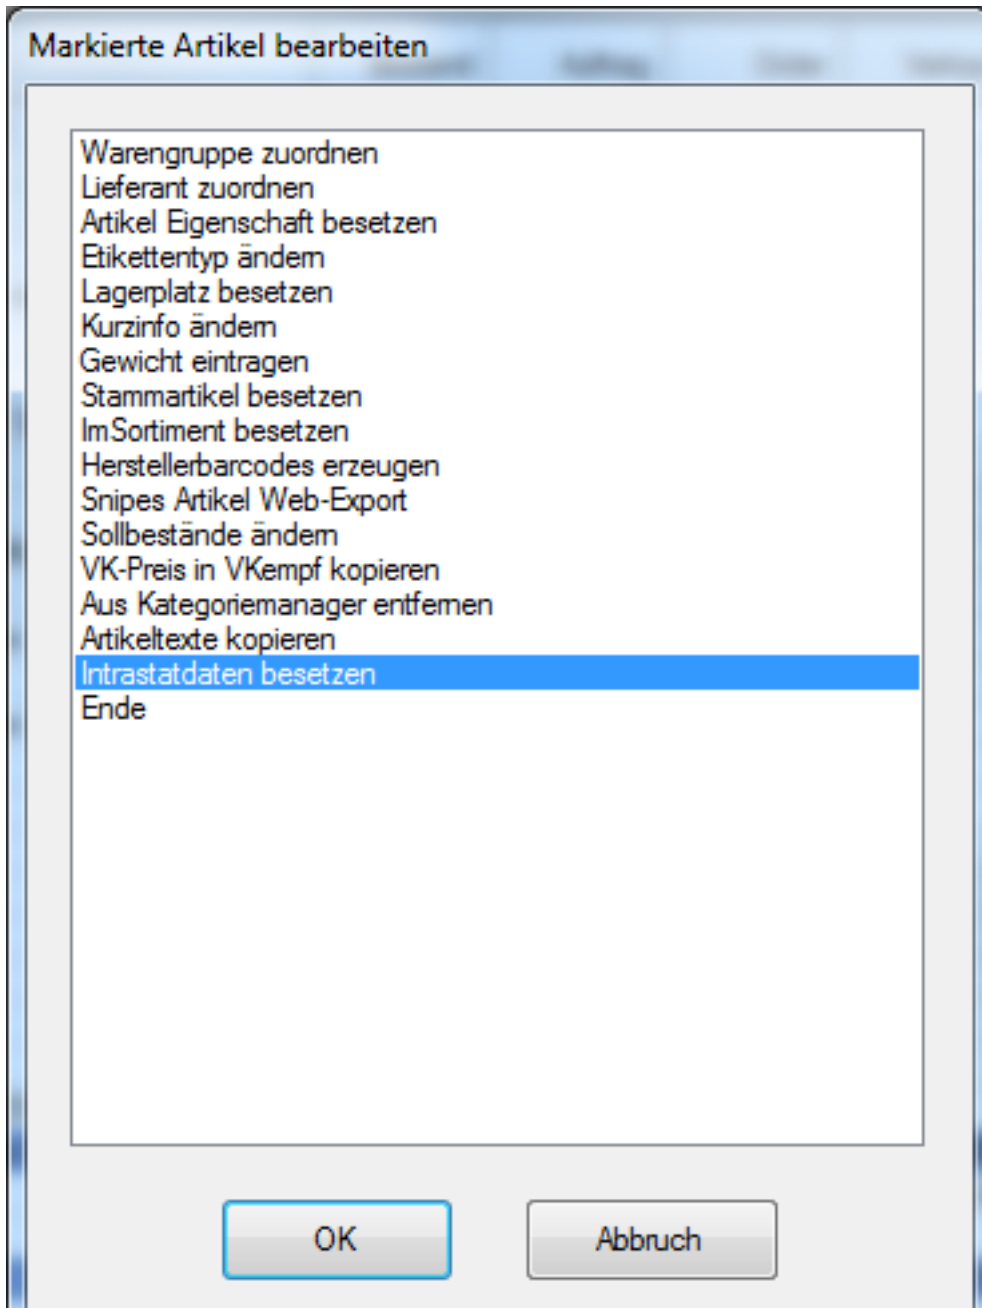 Markierte Artikel bearbeiten
Warengruppe zuordnen
Lieferant zuordnen
Artikel Eigenschaft besetzen
Etikettentyp ändern
Lagerplatz besetzen
Kurzinfo ändern
Gewicht eintragen
Stammartikel besetzen
ImSortiment besetzen
Herstellerbarcodes erzeugen
Snipes Artikel Web-Export
Sollbestände ändern
VK-Preis in VKempf kopieren
Aus Kategoriemanager entfernen
Artikeltexte kopieren
Intrastatdaten besetzen
Ende
OK Abbruch